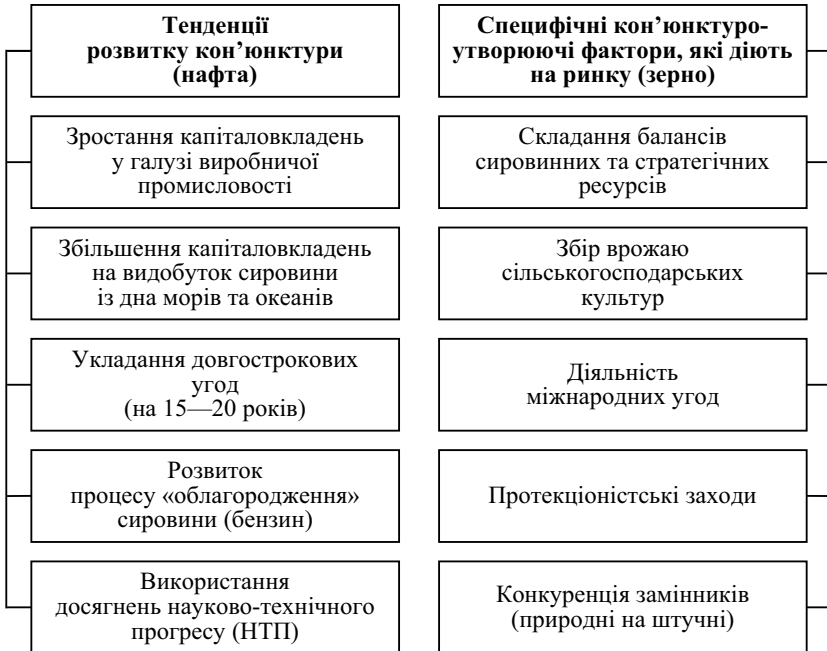 Тенденції
розвитку кон’юнктури
(нафта)
Зростання капіталовкладень
у галузі виробничої
промисловості
Збільшення капіталовкладень
на видобуток сировини
із дна морів та океанів
Укладання довгострокових
угод
(на 15—20 років)
Розвиток
процесу «облагородження»
сировини (бензин)
Використання
досягнень науково-технічного
прогресу (НТП)
Специфічні кон’юнктуро-
утворюючі фактори, які діють
на ринку (зерно)
Складання балансів
сировинних та стратегічних
ресурсів
Збір врожаю
сільськогосподарських
культур
Діяльність
міжнародних угод
Протекціоністські заходи
Конкуренція замінників
(природні на штучні)